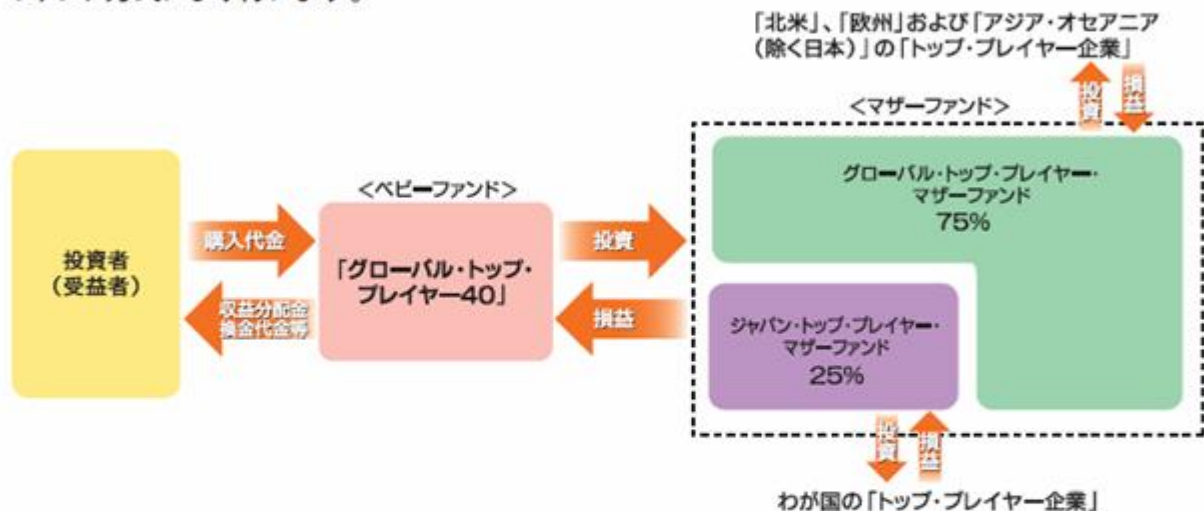 「北米」、「欧州」および「アジア・オセアニア
(除く日本)」の「トップ・プレイヤー企業」
投資
損益
<マザーファンド>
グローバル・トップ・プレイヤー・
マザーファンド
75%
<ベビーファンド>
購入代金
投資
投資者
(受益者)
「グローバル・トップ・
プレイヤー40」
収益分配金
換金代金等
損益
ジャパン・トップ・プレイヤー・
マザーファンド
25%
投資
損益
わが国の「トップ・プレイヤー企業」